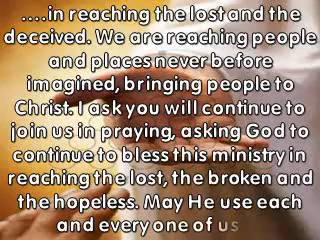 ....in reaching the lost and the
deceived. We are reaching people
and places never before
imagined, bringing people to
Christ. I ask you will continue to
join us in praying, asking God to
continue to bless this ministry in
reaching the lost, the broken and
the hopeless. May He use each
and every one of us